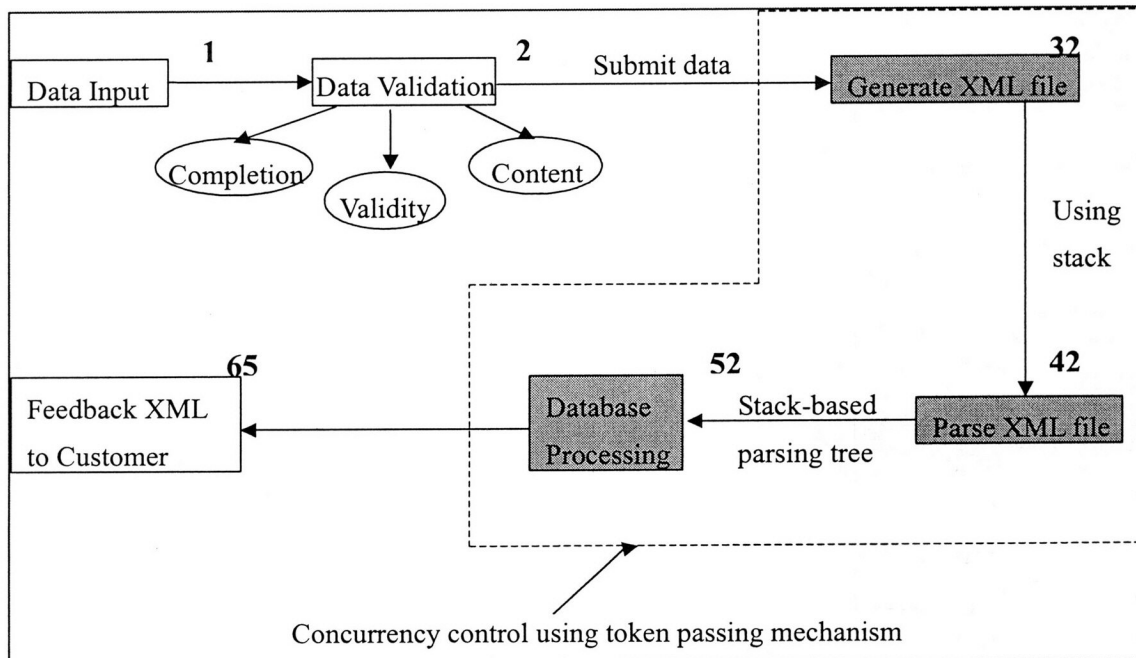 1
2
32
Data Input
Data Validation
Submit data
Generate XML file
Completion
Validity
Content
Using
stack
65
52
42
Feedback XML
to Customer
Database
Processing
Stack-based
parsing tree
Parse XML file
Concurrency control using token passing mechanism